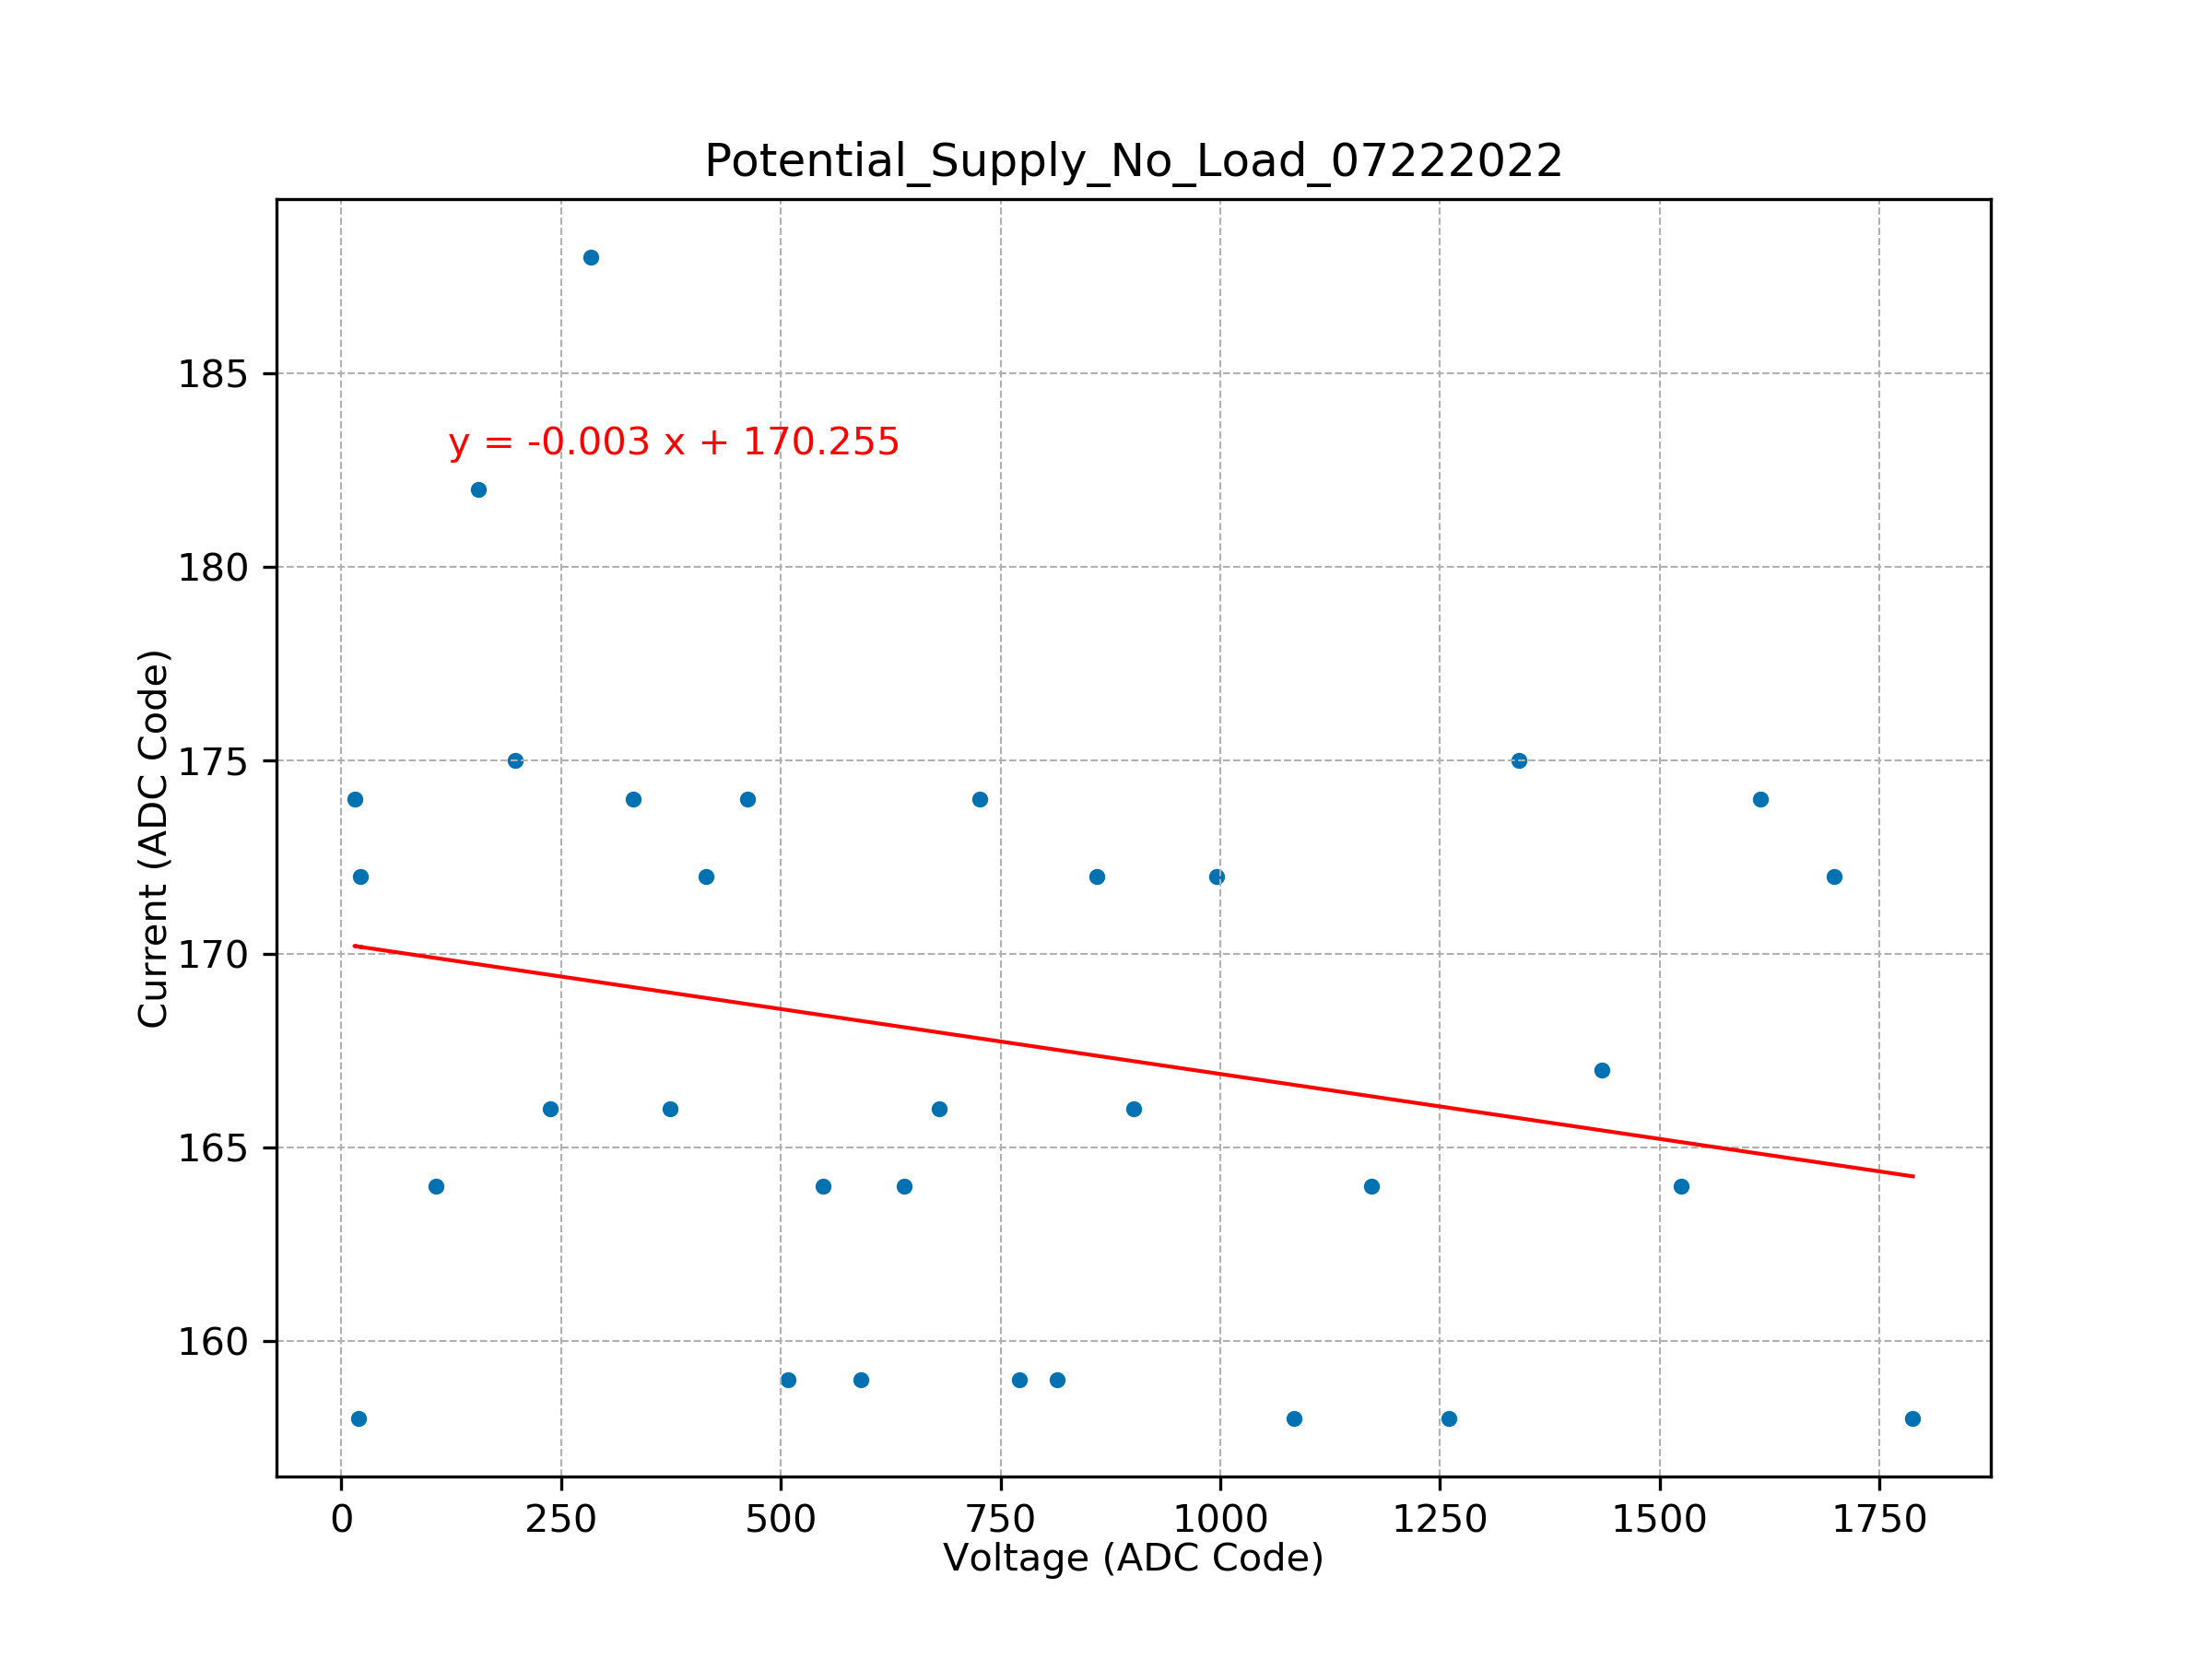 Potential_Supply_No_Load_07222022
185
y = -0.003 x + 170.255
180
175
170
165
160
Current (ADC Code)
0 250 500 750 1000 1250 1500 1750
Voltage (ADC Code)